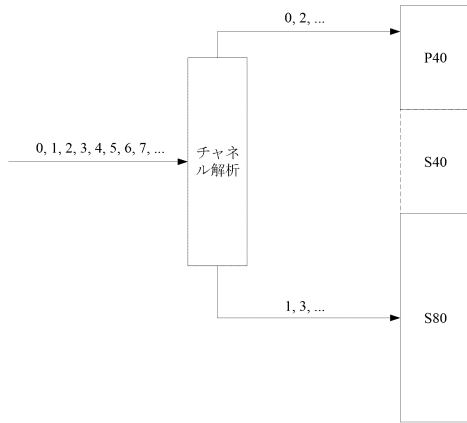 0, 2, ...
P40
0, 1, 2, 3, 4, 5, 6, 7, ...
チャネ
ル解析
S40
1, 3, ...
S80